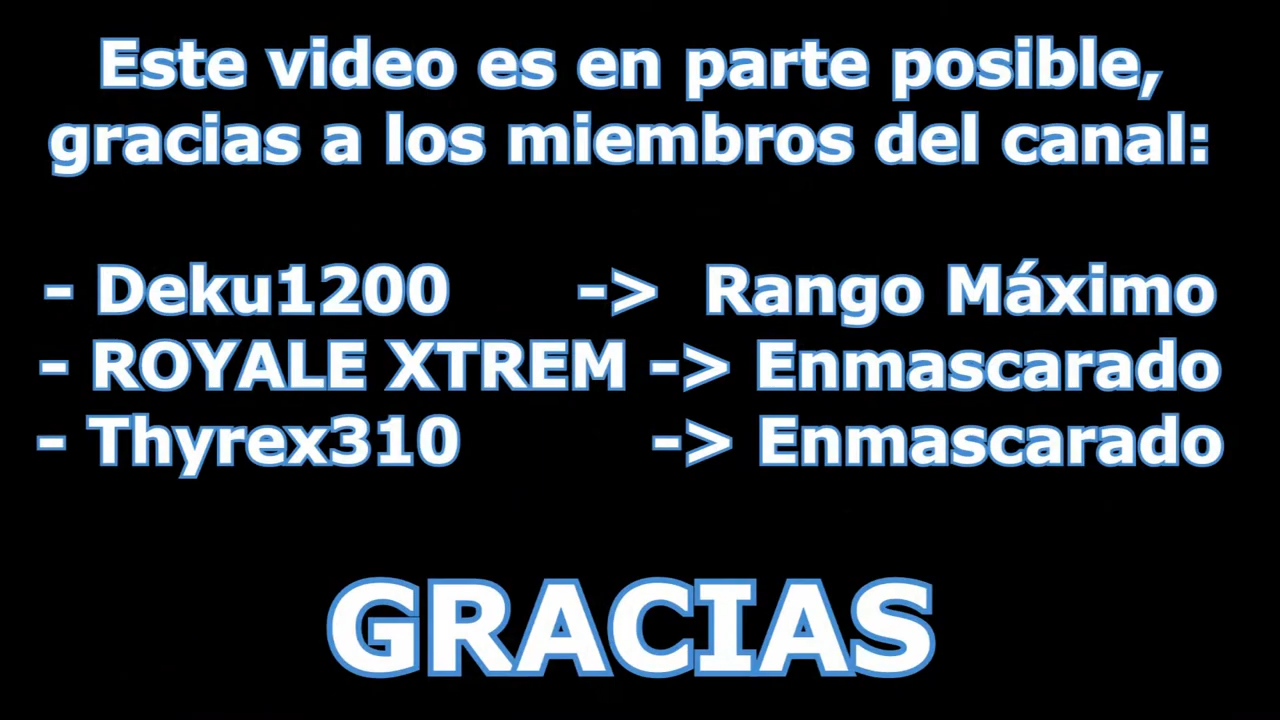 Este video es en parte posible,
gracias a los miembros del canal:
- Deku1200 -> Rango Máximo
- ROYALE XTREM -> Enmascarado
- Thyrex310 -> Enmascarado
GRACIAS